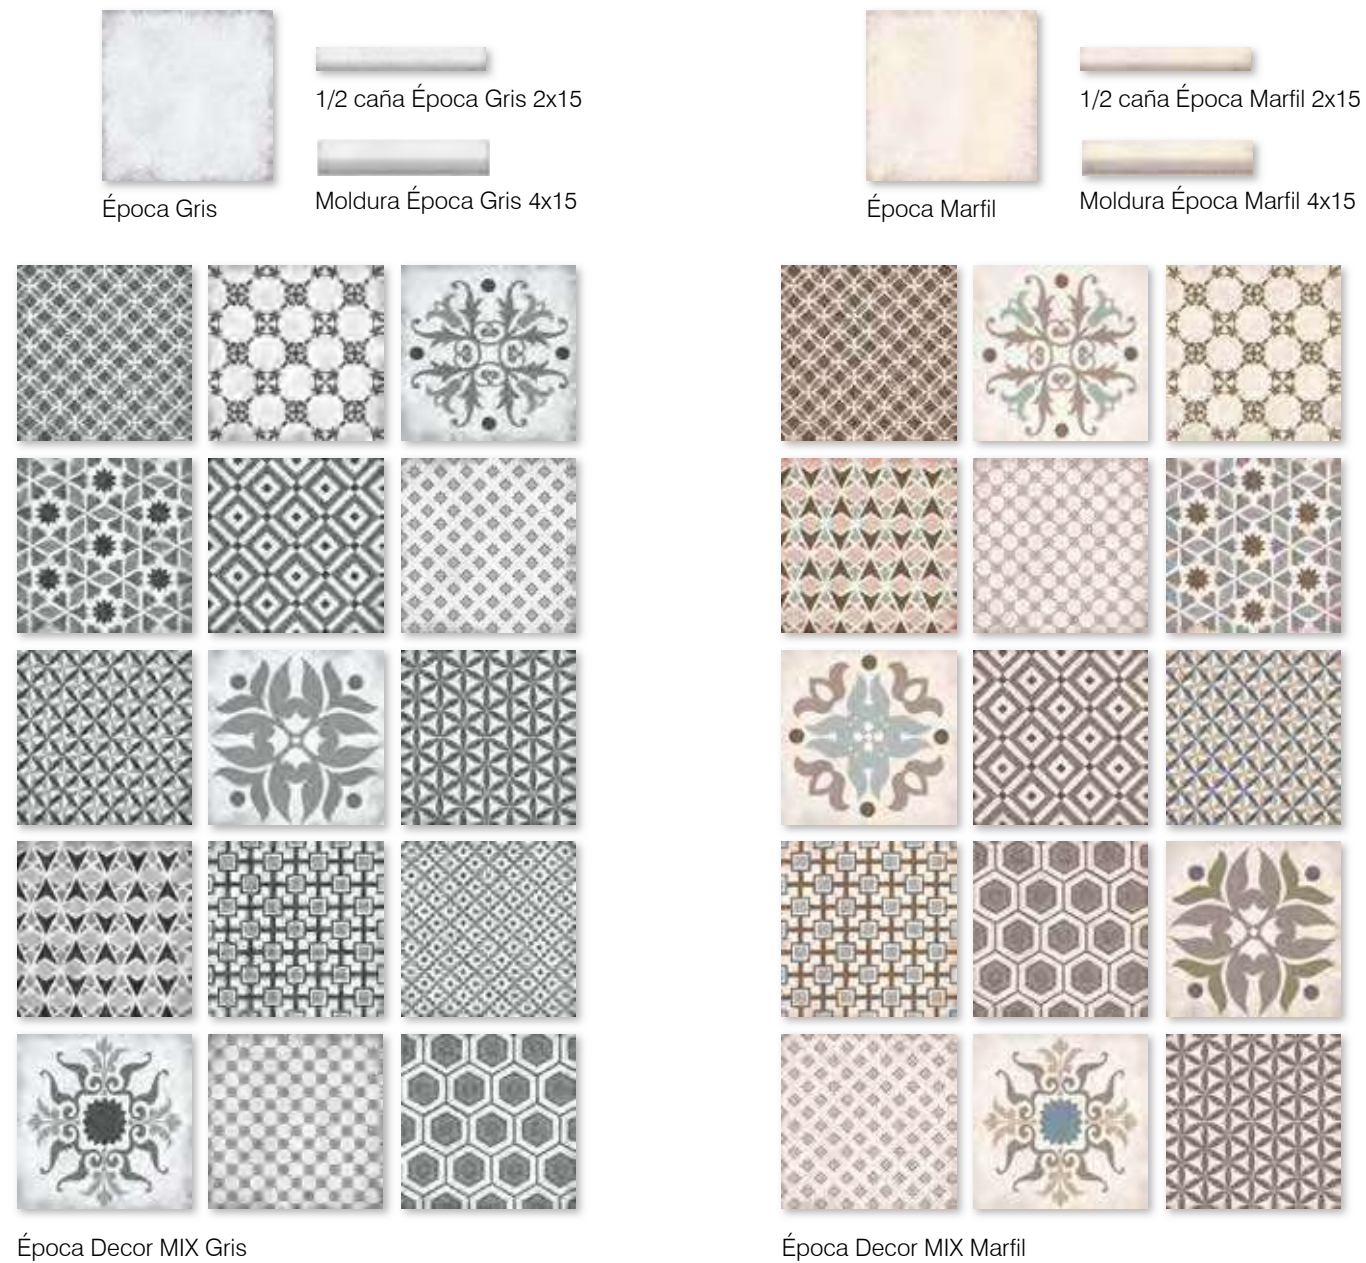 1/2 caña Época Gris 2x15
Moldura Época Gris 4x15
Época Gris
1/2 caña Época Marfil 2x15
Moldura Época Marfil 4x15
Época Marfil
Época Decor MIX Gris
Época Decor MIX Marfil